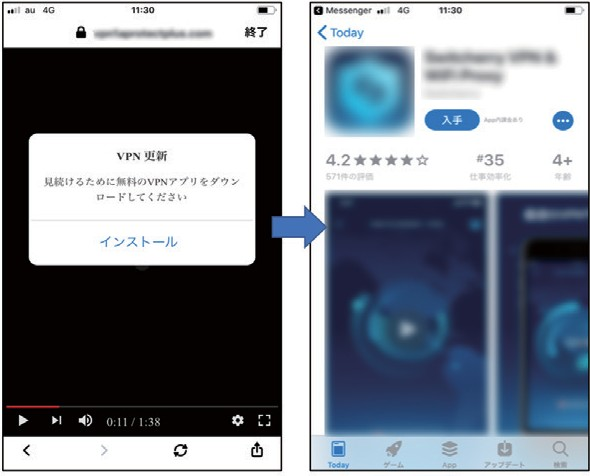 au 4G 11:30
終了
VPN 更新
見続けるために無料のVPNアプリをダウン
ロードしてください
インストール
0:11 / 1:38
Messenger 4G 11:30
Today
入手
App内課金あり
4.2
#35
4+
571件の評価
仕事効率化
年齢
Today
ゲーム
App
アップデート
検索